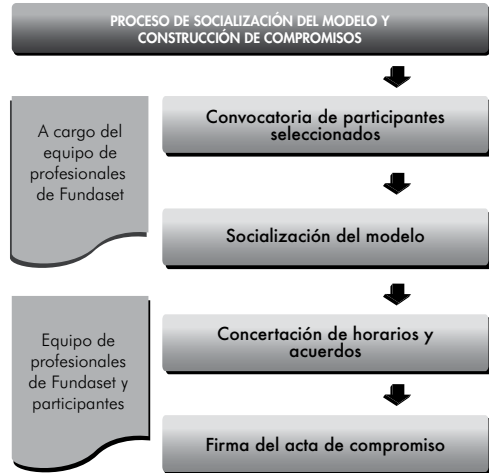 PROCESO DE SOCIALIZACIÓN DEL MODELO Y
CONSTRUCCIÓN DE COMPROMISOS
A cargo del
equipo de
profesionales
de Fundaset
Convocatoria de participantes
seleccionados
Socialización del modelo
Equipo de
profesionales
de Fundaset y
participantes
Concertación de horarios y
acuerdos
Firma del acta de compromiso